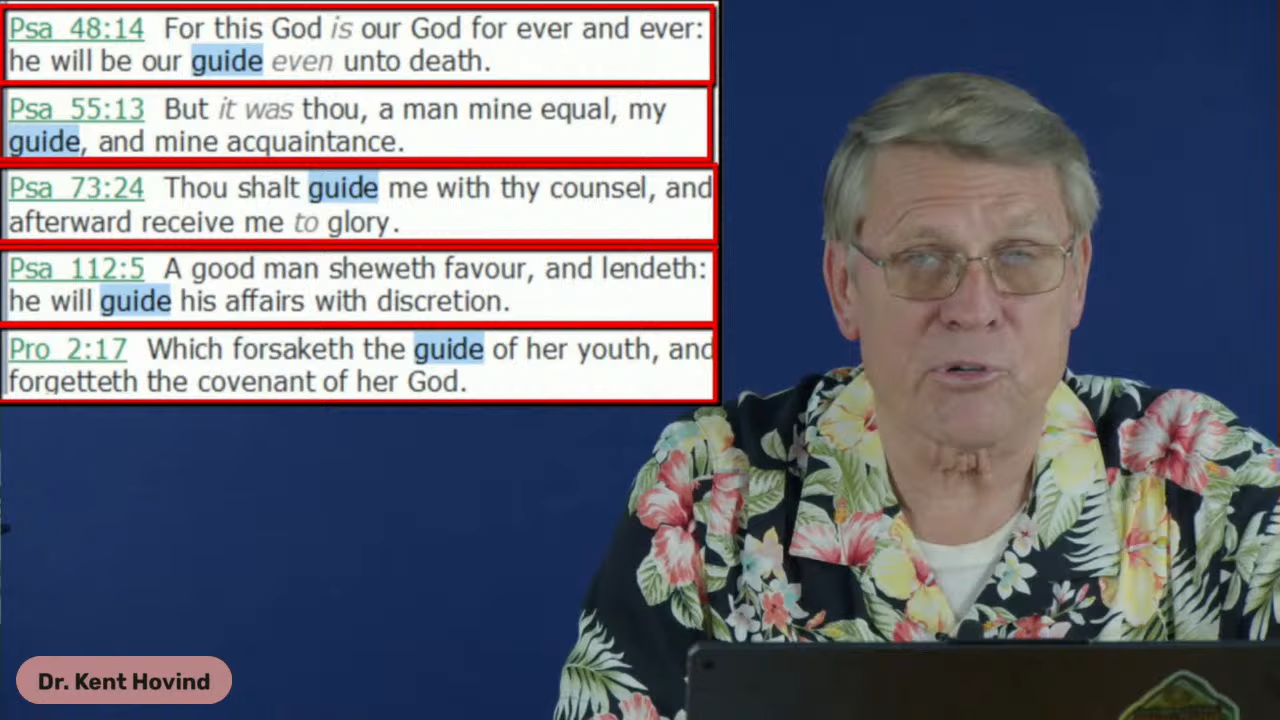 Psa 48:14 For this God is our God for ever and ever:
he will be our guide even unto death.
Psa 55:13 But it was thou, a man mine equal, my
guide, and mine acquaintance.
Psa 73:24 Thou shalt guide me with thy counsel, and
afterward receive me to glory.
Psa 112:5 A good man sheweth favour, and lendeth:
he will guide his affairs with discretion.
Pro 2:17 Which forsaketh the guide of her youth, and
forgetteth the covenant of her God.
Dr. Kent Hovind